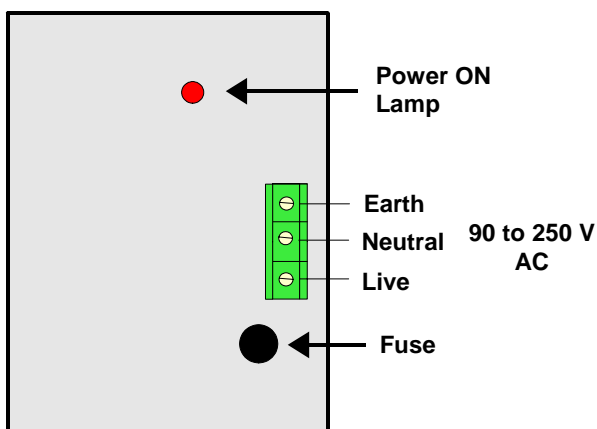 Power ON
Lamp
Earth
Neutral
90 to 250 V
AC
Live
Fuse